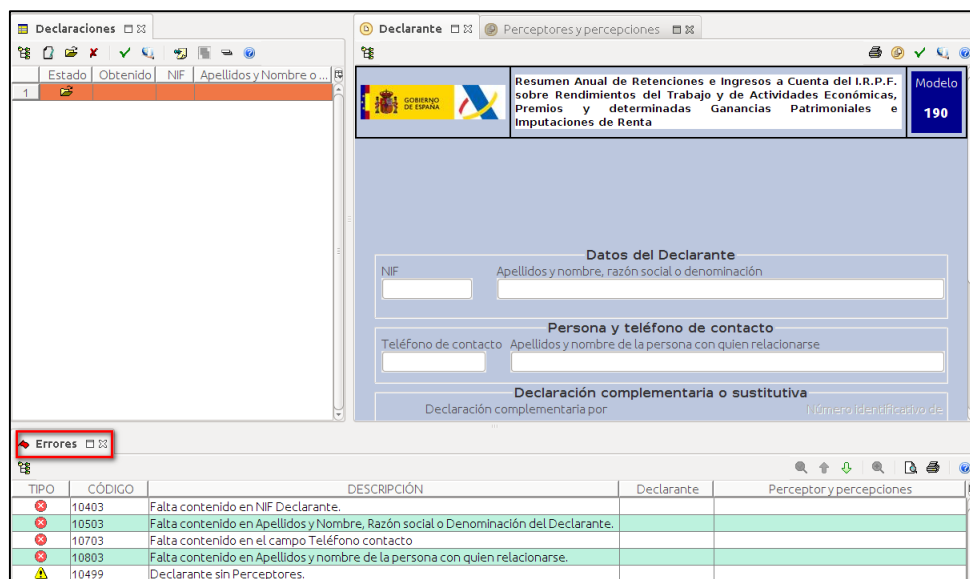 Declaraciones
Declarante
Perceptores y percepciones
Estado Obtenido NIF Apellidos y Nombre o ...
1
GOBIERNO
DE ESPAÑA
Resumen Anual de Retenciones e Ingresos a Cuenta del I.R.P.F.
sobre Rendimientos del Trabajo y de Actividades Económicas,
Premios y determinadas Ganancias Patrimoniales e
Imputaciones de Renta
Modelo
190
Datos del Declarante
NIF Apellidos y nombre, razón social o denominación
Persona y teléfono de contacto
Teléfono de contacto Apellidos y nombre de la persona con quien relacionarse
Declaración complementaria o sustitutiva
Declaración complementaria por Número identificativo de
Errores
TIPO CÓDIGO DESCRIPCIÓN Declarante Perceptor y percepciones
10403 Falta contenido en NIF Declarante.
10503 Falta contenido en Apellidos y Nombre, Razón social o Denominación del Declarante.
10703 Falta contenido en el campo Teléfono contacto
10803 Falta contenido en Apellidos y nombre de la persona con quien relacionarse.
10499 Declarante sin Perceptores.